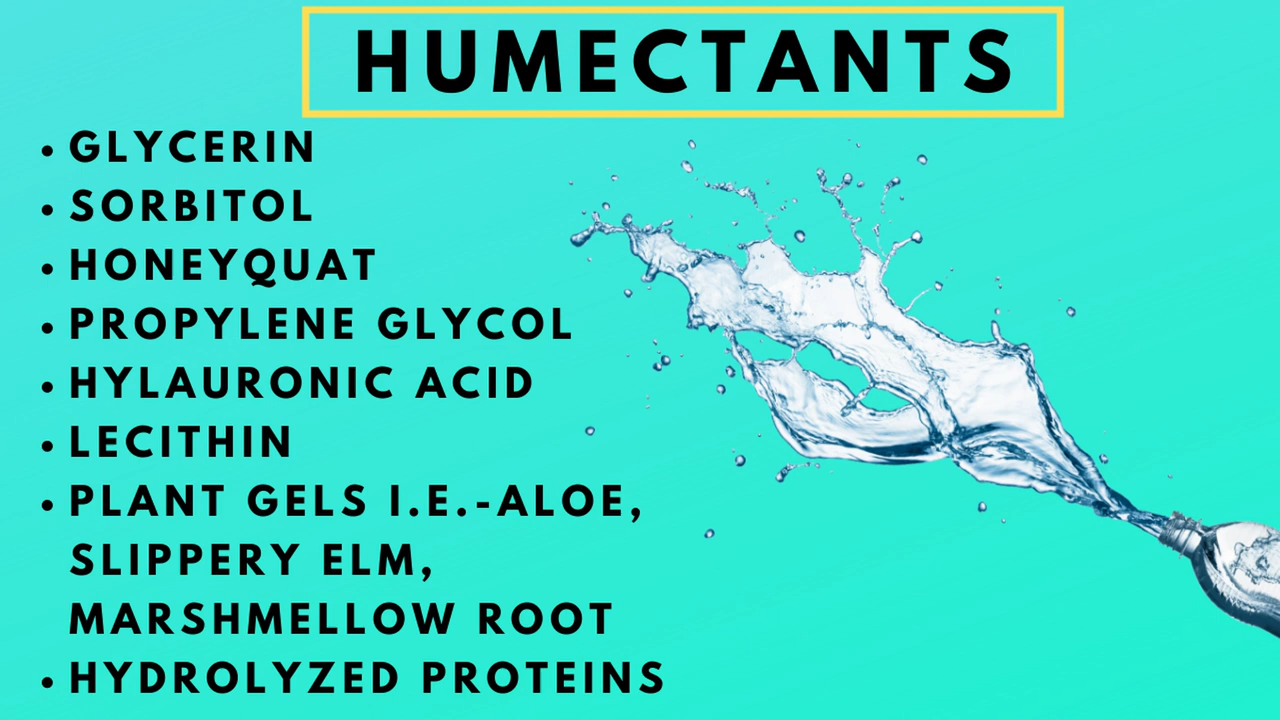 HUMECTANTS
• GLYCERIN
• SORBITOL
• HONEYQUAT
• PROPYLENE GLYCOL
• HYLAURONIC ACID
• LECITHIN
• PLANT GELS I.E.-ALOE,
SLIPPERY ELM,
MARSHMELLOW ROOT
• HYDROLYZED PROTEINS